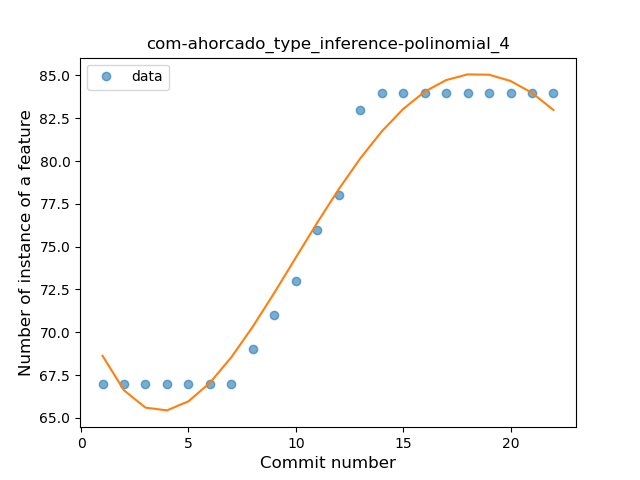 com-ahorcado_type_inference-polinomial_4
data
Number of instance of a feature
85.0
82.5
80.0
77.5
75.0
72.5
70.0
67.5
65.0
0 5 10 15 20
Commit number